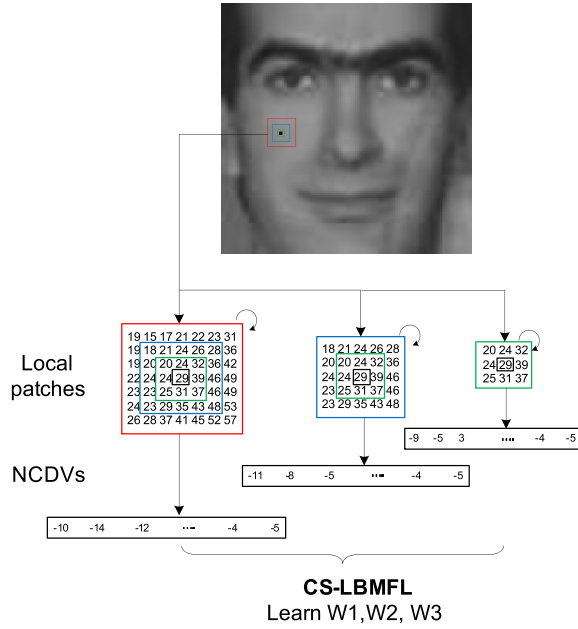 19 15 17 21 22 23 31
19 18 21 24 26 28 36
19 20 20 24 32 36 42
22 24 24 29 39 46 49
23 23 25 31 37 46 49
24 23 29 35 43 48 53
26 28 37 41 45 52 57
18 21 24 26 28
20 20 24 32 36
24 24 29 39 46
23 25 31 37 46
23 29 35 43 48
20 24 32
24 29 39
25 31 37
Local
patches
-9 -5 3 .... -4 -5
NCDVs
-11 -8 -5 .... -4 -5
-10 -14 -12 .... -4 -5
CS-LBMFL
Learn W1,W2, W3